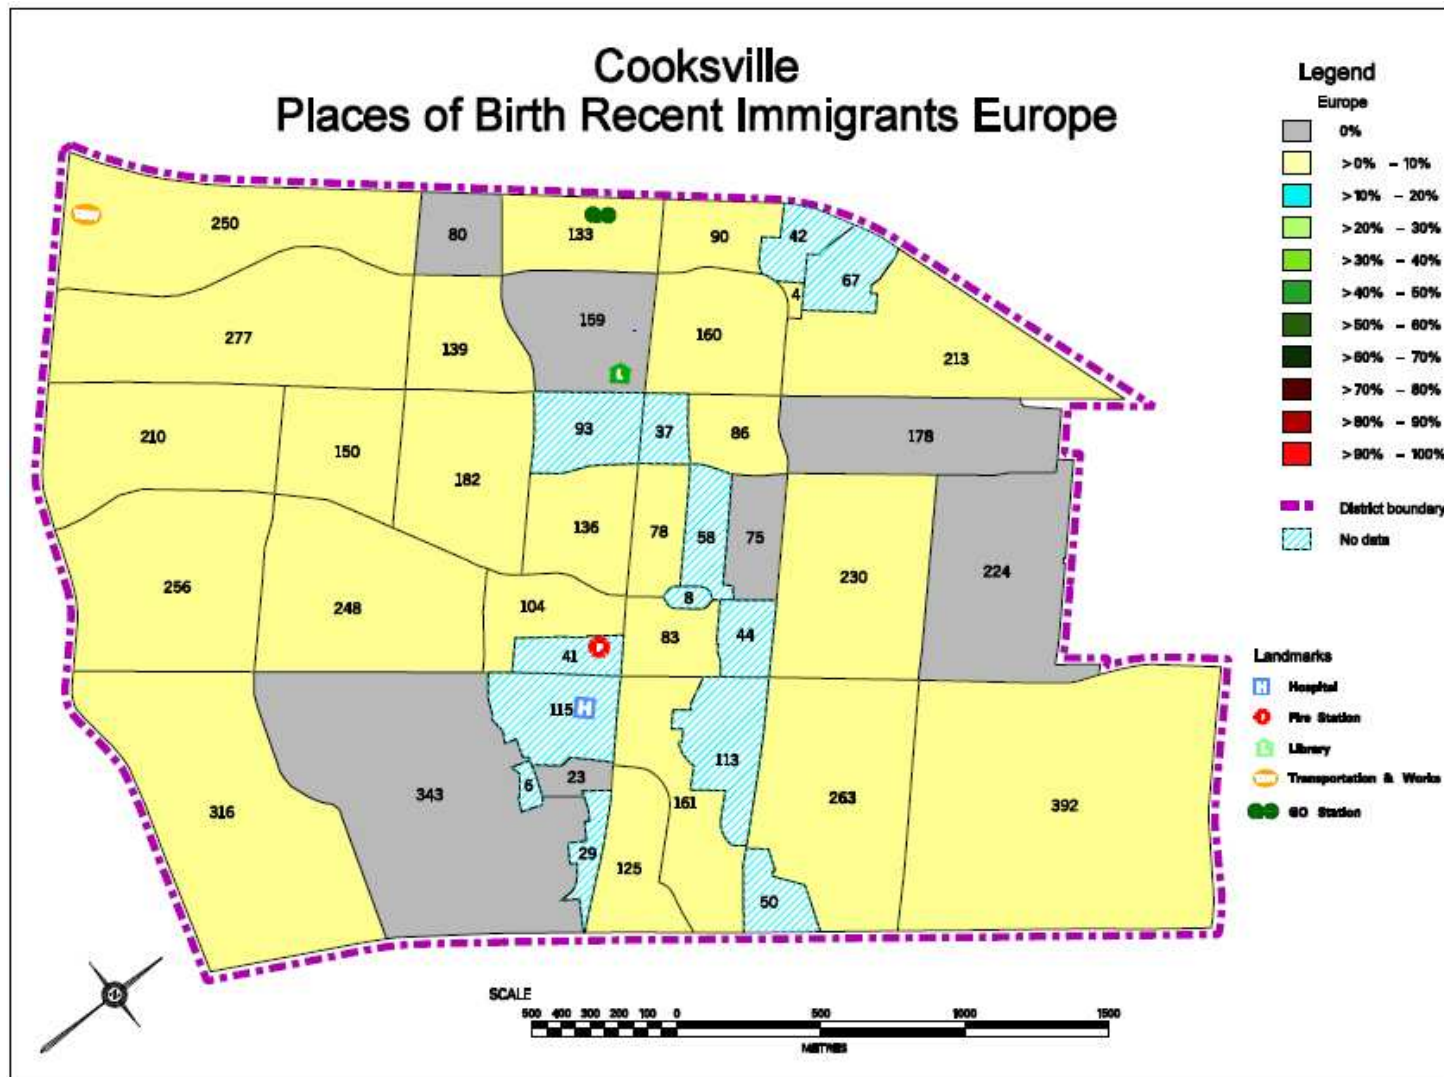 Cooksville
Places of Birth Recent Immigrants Europe
Legend
Europe
0%
>0% - 10%
>10% - 20%
>20% - 30%
>30% - 40%
>40% - 50%
>50% - 60%
>60% - 70%
>70% - 80%
>80% - 90%
>90% - 100%
District boundary
No data
Landmarks
H Hospital
Fire Station
L Library
Transportation & Works
GO Station
250
80
133
90
42
67
4
277
139
159
160
213
L
210
150
182
93
37
86
178
136
78
58
75
230
224
256
248
104
8
83
44
41
115 H
113
316
343
6
23
161
263
392
29
125
50
SCALE
500 400 300 200 100 0 500 1000 1500
METRES